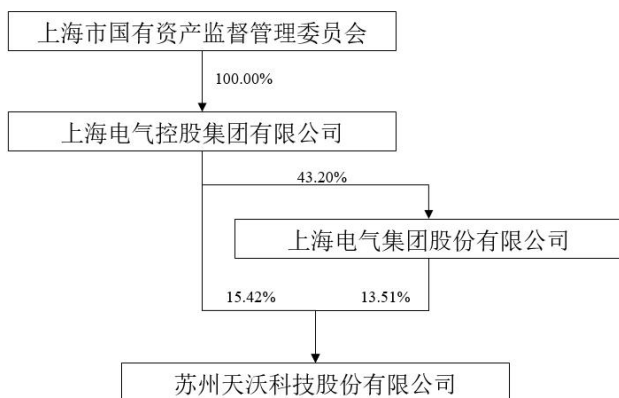 上海市国有资产监督管理委员会
100.00%
上海电气控股集团有限公司
43.20%
上海电气集团股份有限公司
15.42%
13.51%
苏州天沃科技股份有限公司